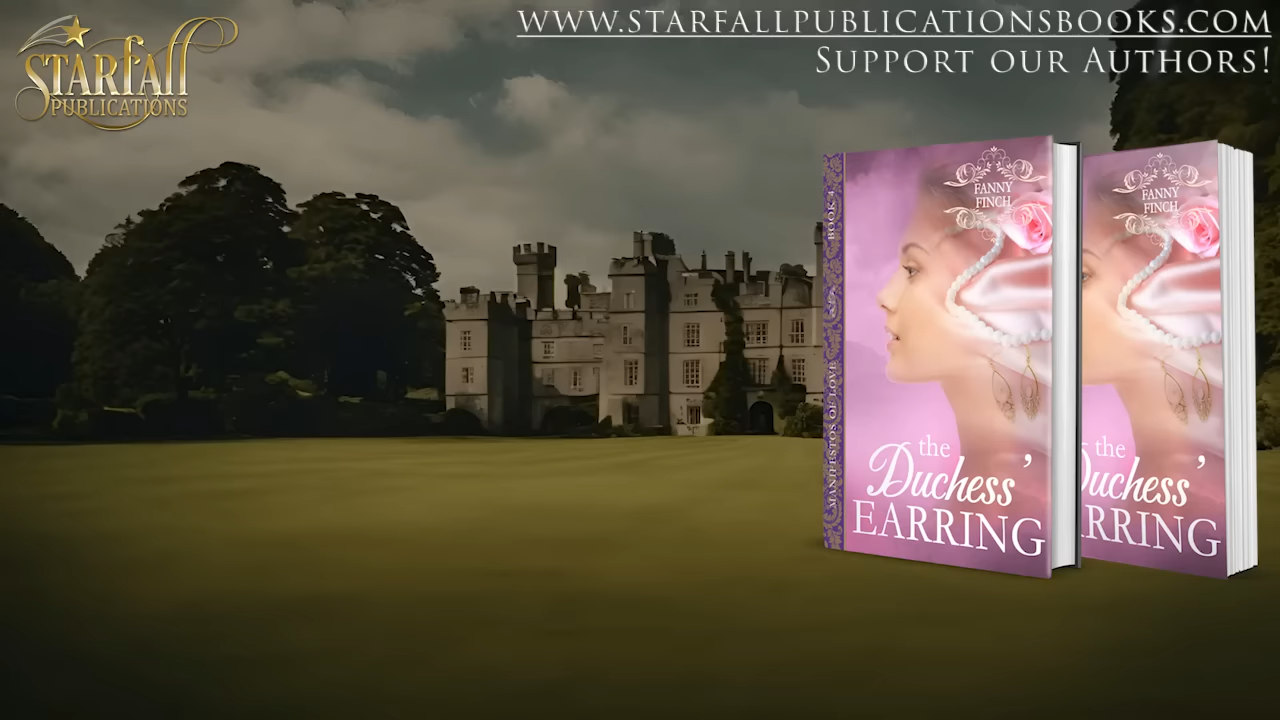 STARFALL
PUBLICATIONS
WWW.STARFALLPUBLICATIONSBOOKS.COM
SUPPORT OUR AUTHORS!
MANIFESTOS OF LOVE
BOOK 4
FANNY
FINCH
the
Duchess'
EARRING
FANNY
FINCH
the
Duchess'
RRING